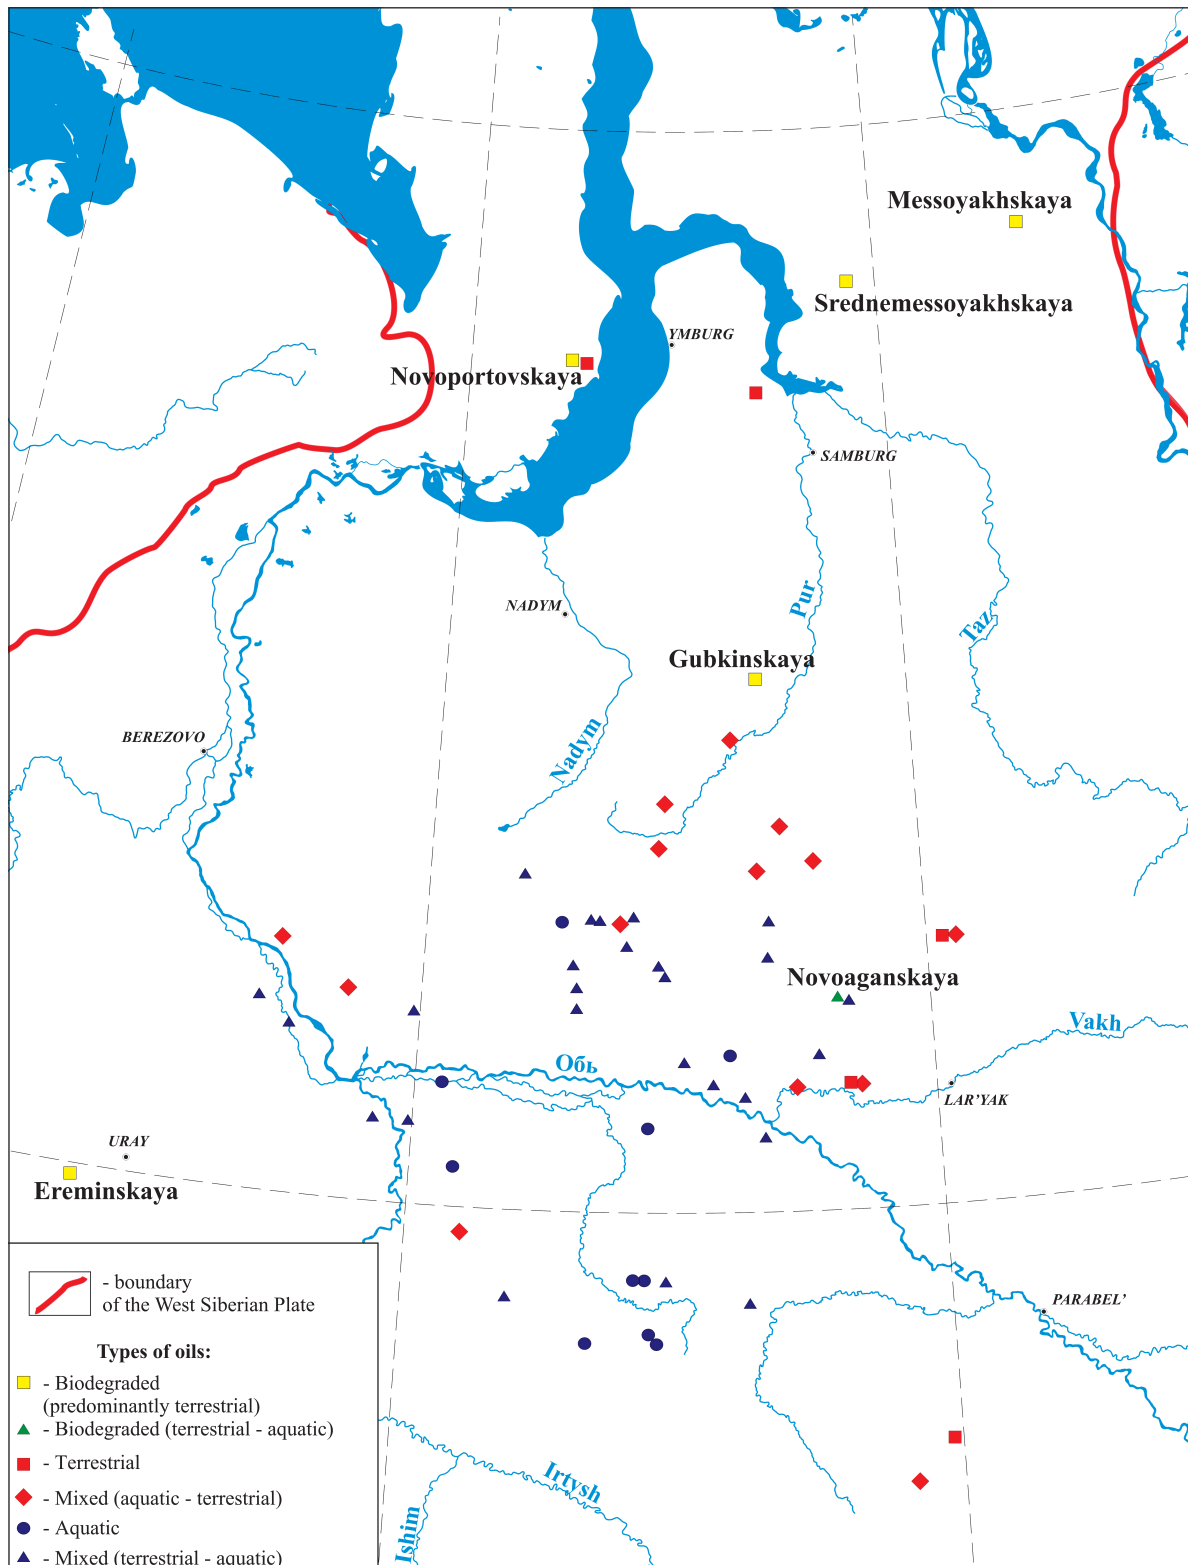 Messoyakhskaya
Srednemessoyakhskaya
YMBURG
Novoportovskaya
SAMBURG
Pur
NADYM
Taz
Gubkinskaya
BEREZOVO
Nadym
Novoaganskaya
Vakh
Обь
LAR'YAK
URAY
Ereminskaya
- boundary
of the West Siberian Plate
PARABEL'
Types of oils:
- Biodegraded
(predominantly terrestrial)
- Biodegraded (terrestrial - aquatic)
- Terrestrial
- Mixed (aquatic - terrestrial)
- Aquatic
- Mixed (terrestrial - aquatic)
Irtysh
Ishim